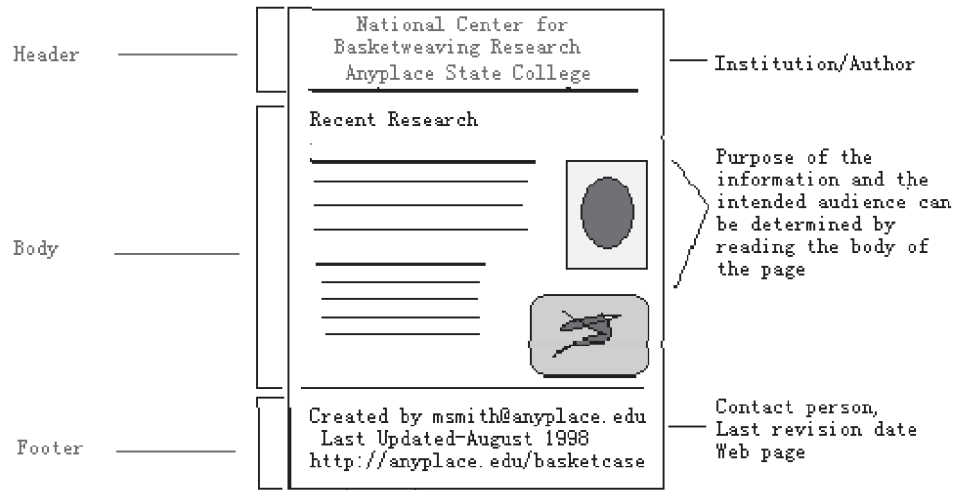 Header
National Center for
Basketweaving Research
Anyplace State College
Institution/Author
Recent Research
Body
Purpose of the
information and the
intended audience can
be determined by
reading the body of
the page
Footer
Created by msmith@anyplace.edu
Last Updated-August 1998
http://anyplace.edu/basketcase
Contact person,
Last revision date
Web page